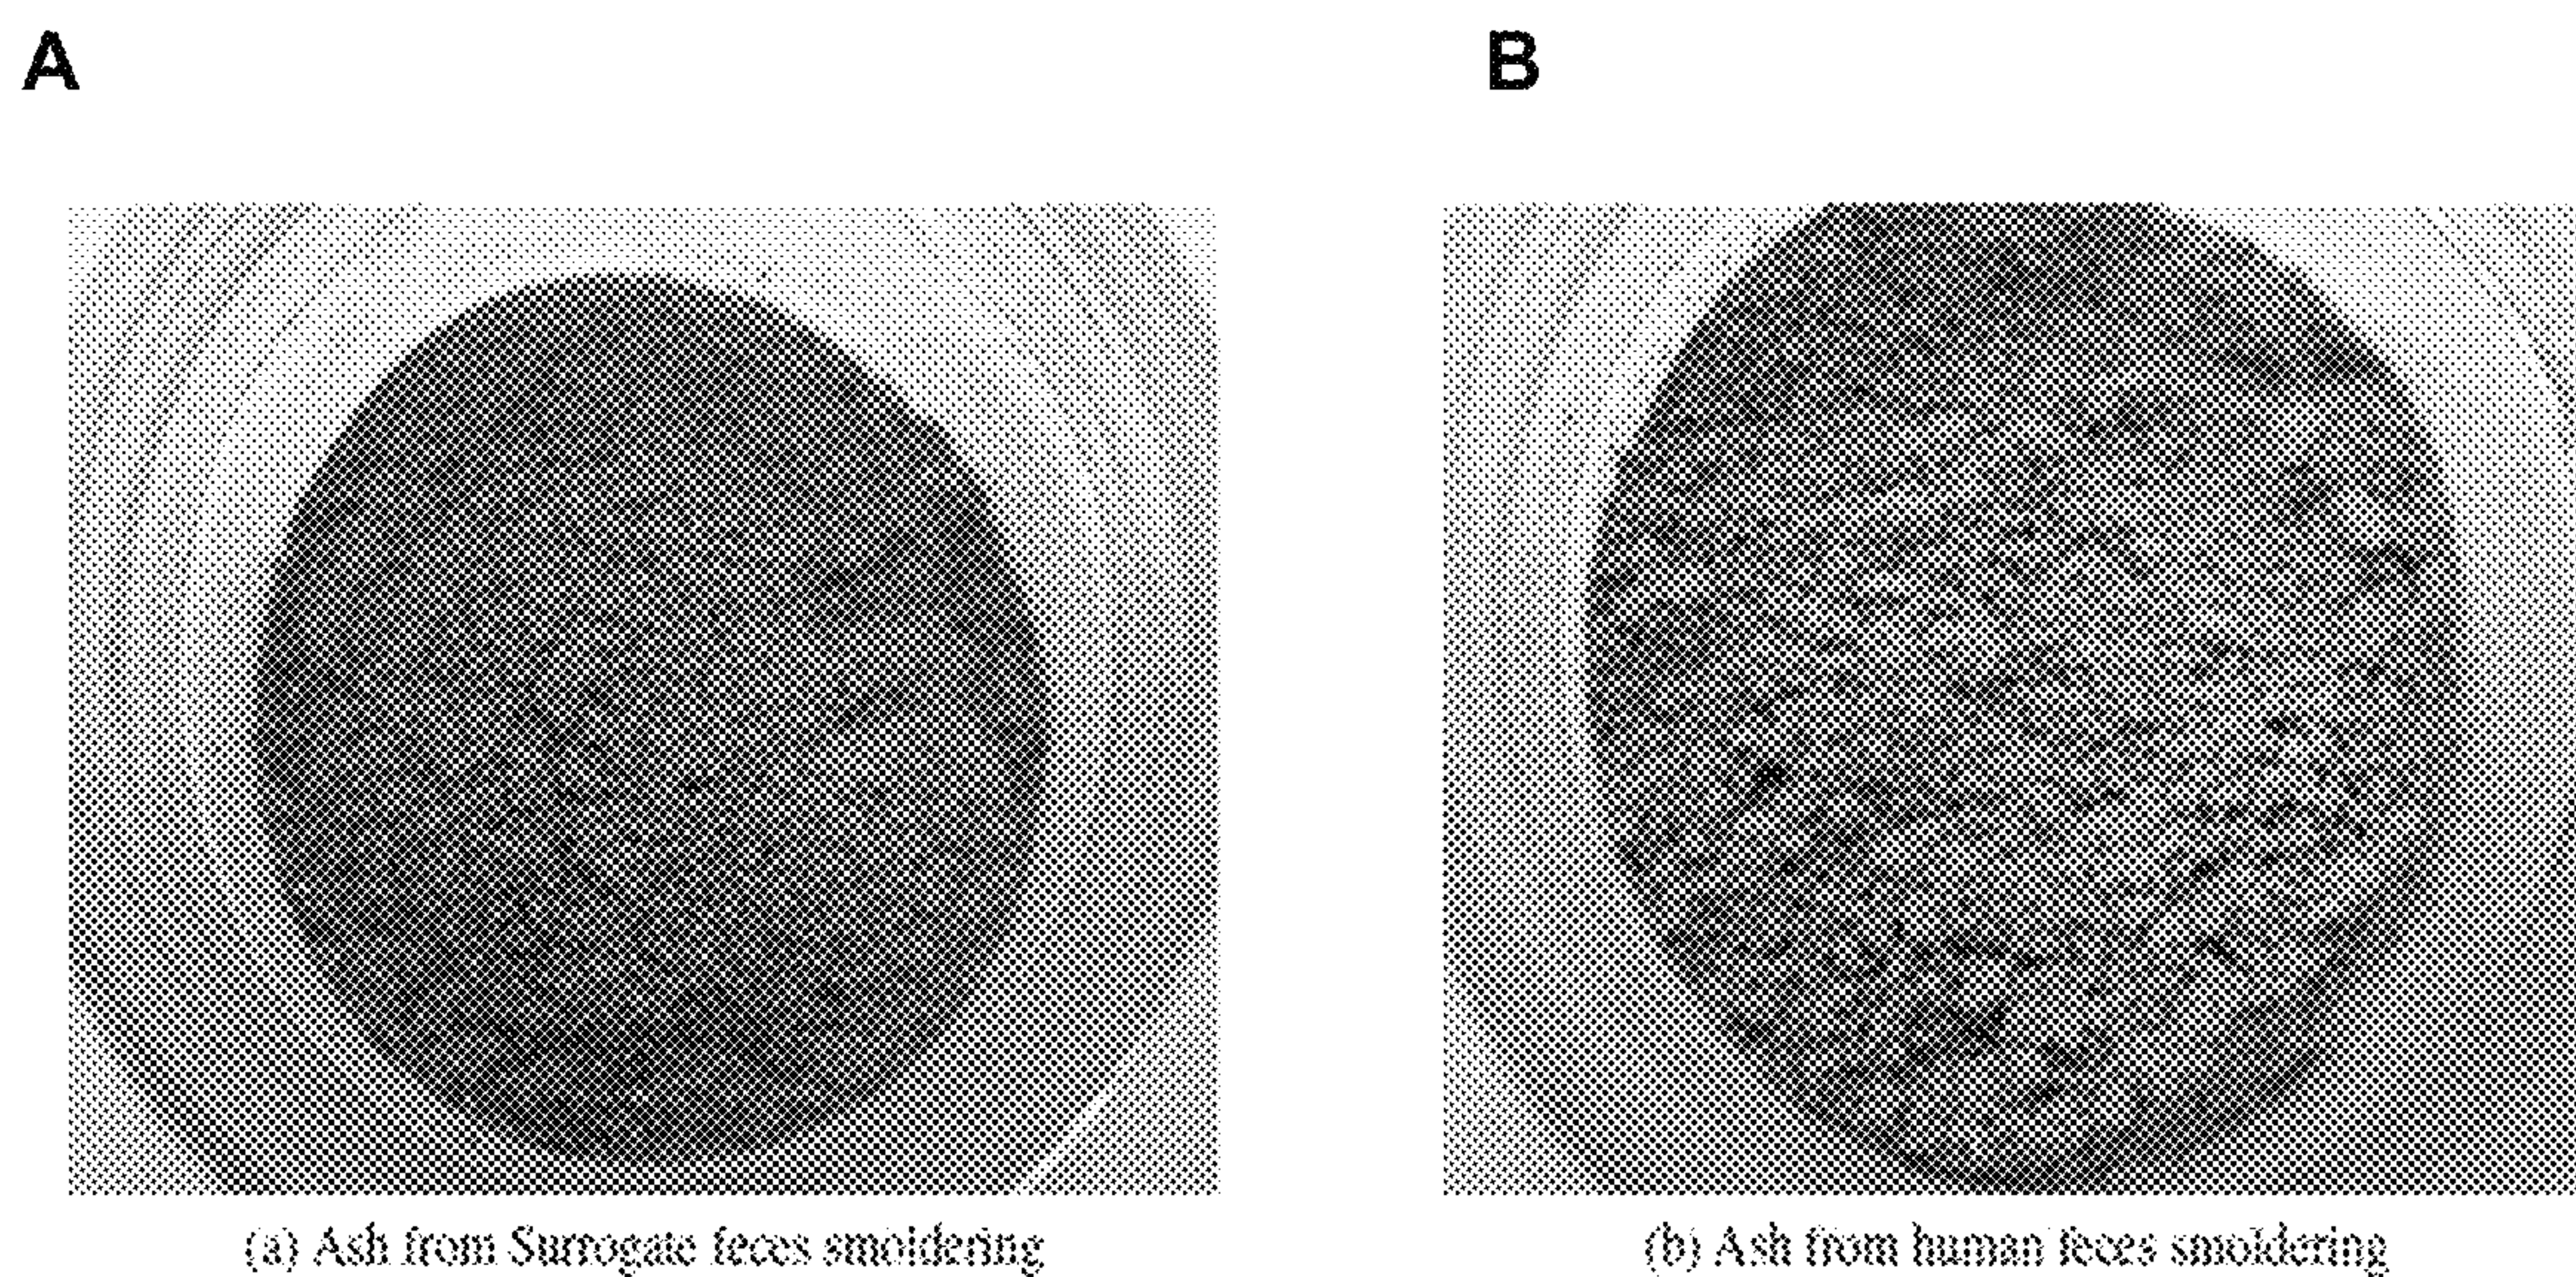 A
B
(a) Ash from Surrogate feces smoldering
(b) Ash from human feces smoldering